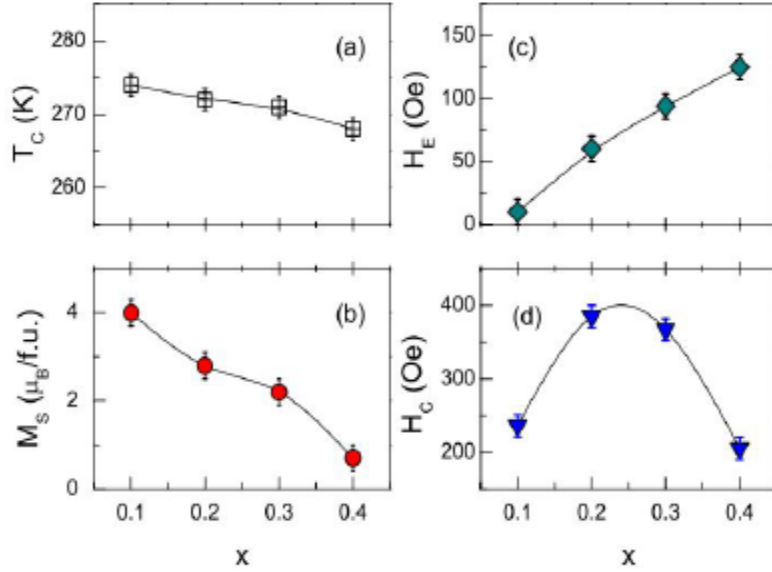 280
270
260
T_C (K)
(a)
150
100
50
0
H_E (Oe)
(c)
4
2
0
M_S (μ_B/f.u.)
(b)
0.1 0.2 0.3 0.4
x
400
300
200
H_C (Oe)
(d)
0.1 0.2 0.3 0.4
x